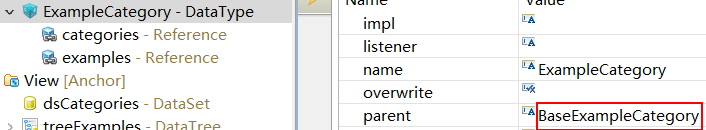 ExampleCategory - DataType
categories - Reference
examples - Reference
View [Anchor]
dsCategories - DataSet
treeExamples - DataTree
Name Value
impl
listener
name ExampleCategory
overwrite
parent BaseExampleCategory